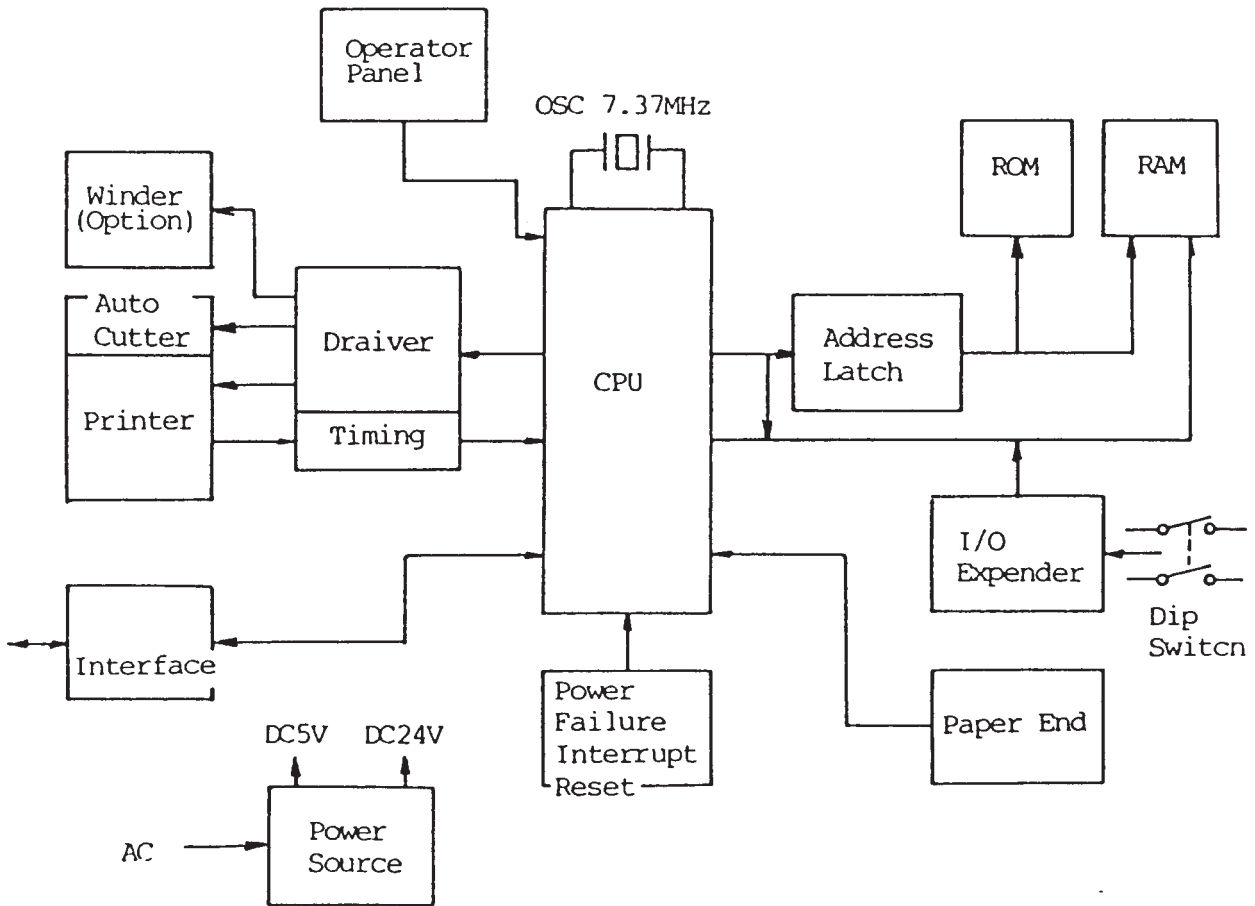 Operator
Panel
OSC 7.37MHz
ROM
RAM
Winder
(Option)
Auto
Cutter
Draiver
Address
Latch
CPU
Printer
Timing
I/O
Expender
Dip
Switcn
Interface
Power
Failure
Interrupt
Reset
Paper End
DC5V
DC24V
AC
Power
Source